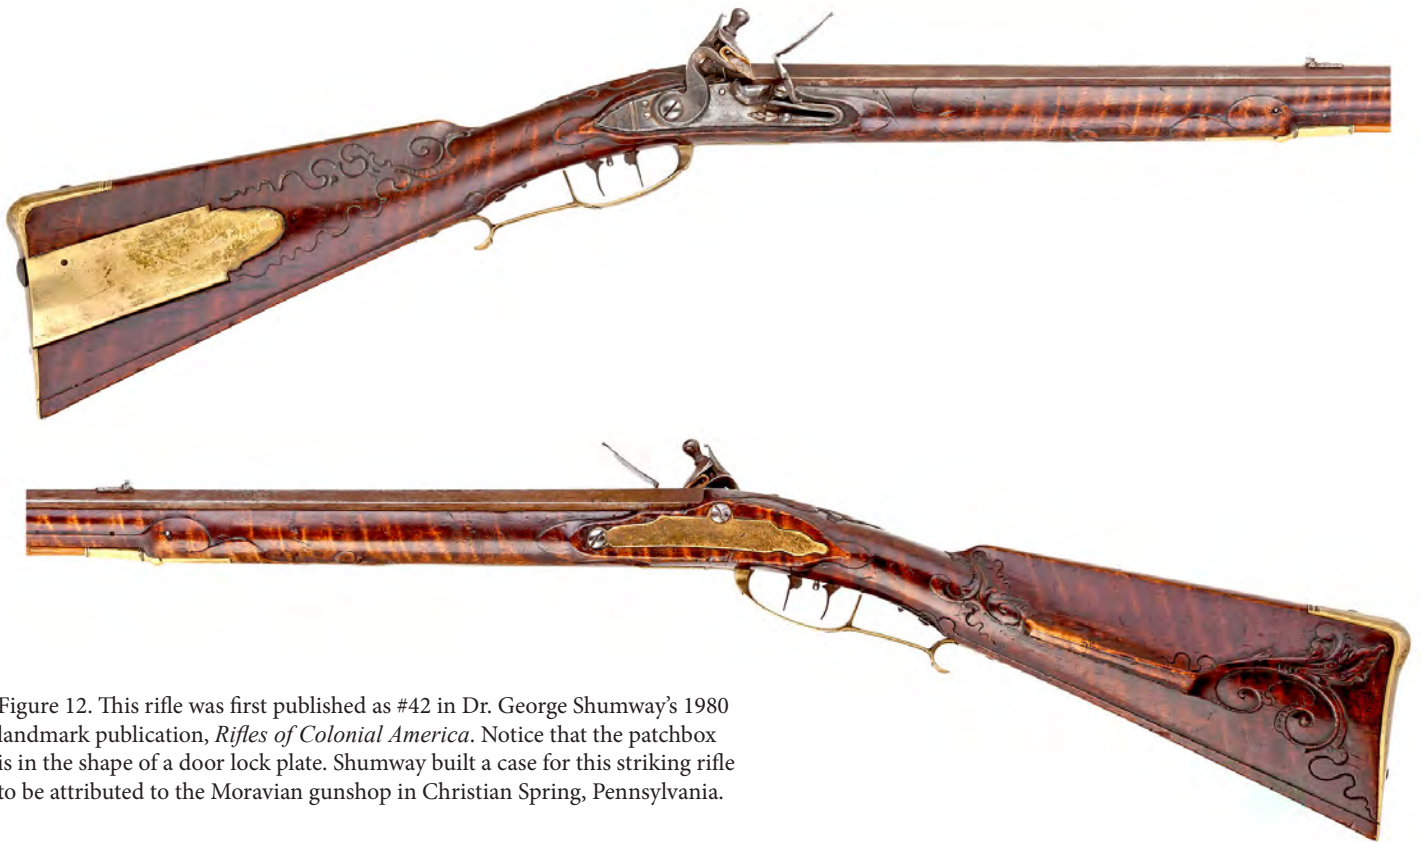 Figure 12. This rifle was first published as #42 in Dr. George Shumway’s 1980
landmark publication, Rifles of Colonial America. Notice that the patchbox
is in the shape of a door lock plate. Shumway built a case for this striking rifle
to be attributed to the Moravian gunshop in Christian Spring, Pennsylvania.